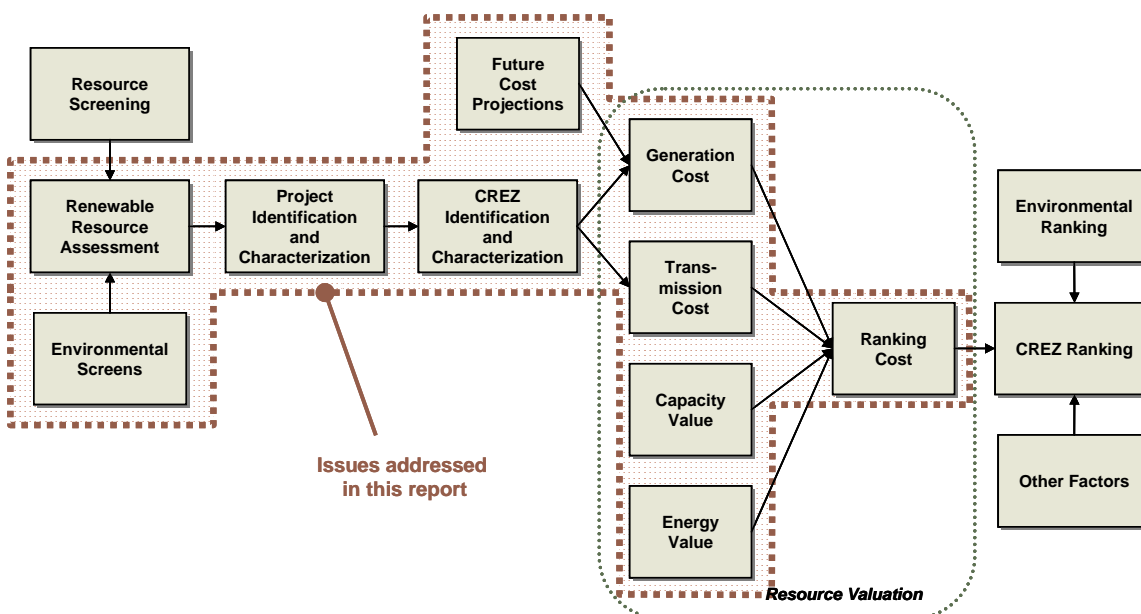 Resource
Screening
Future
Cost
Projections
Generation
Cost
Renewable
Resource
Assessment
Project
Identification
and
Characterization
CREZ
Identification
and
Characterization
Environmental
Ranking
Trans-
mission
Cost
Environmental
Screens
Ranking
Cost
CREZ Ranking
Capacity
Value
Issues addressed
in this report
Other Factors
Energy
Value
Resource Valuation